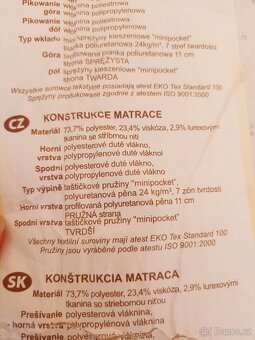 Pikowanie włóknina poliestrowa
wierzch włóknina polipropylenowa
Pikowanie włóknina poliestrowa
dół włóknina polipropylenowa
Typ wkładu sprężyny kieszeniowe "minipocket"
pianka poliuretanowa 24kg/m³, 7 stref twardości
Góra profilowana pianka poliuretanowa 11 cm
strona SPRĘŻYSTA
dół sprężyny kieszeniowe "minipocket"
strona TWARDA
Wszystkie surowce tekstylne posiadają atest EKO Tex Standard 100
Sprężyny produkowane zgodnie z atestem ISO 9001:2000
CZ KONSTRUKCE MATRACE
Materiál 73,7% polyester, 23,4% viskóza, 2,9% lurexovými
tkanina se stříbrnou nití
Horní polyesterové duté vlákno,
vrstva polypropylenové duté vlákno
Spodní polyesterové duté vlákno,
vrstva polypropylenové duté vlákno
Typ výpině taštičkové pružiny "minipocket",
polyuretanová pěna 24 kg/m³, 7 zón tvrdosti
Horní vrstva profilovaná polyuretanová pěna 11 cm
PRUŽNÁ strana
Spodní vrstva taštičkové pružiny "minipocket"
TVRDŠÍ
Všechny textilní suroviny mají atest EKO Tex Standard 100
Pružiny jsou vyráběné podle atestu ISO 9001:2000
SK KONŠTRUKCIA MATRACA
Materiál 73,7% polyester, 23,4% viskóza, 2,9% lurexovými
tkanina so striebornou niťou
Prešívanie polyesterová vláknina,
- horná vrstva polypropylénová vláknina
Prešívanie polyesterová vláknina,
Bazos.cz